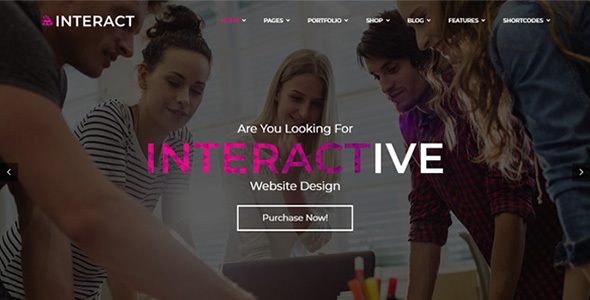 INTERACT
HOME
PAGES
PORTFOLIO
SHOP
BLOG
FEATURES
SHORTCODES
Are You Looking For
INTERACTIVE
Website Design
Purchase Now!